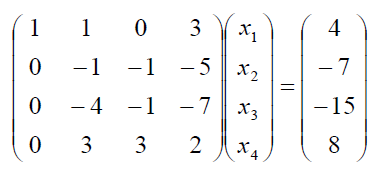 1 1 0 3 x₁ 4
0 −1 −1 −5 x₂ −7
=
0 −4 −1 −7 x₃ −15
0 3 3 2 x₄ 8